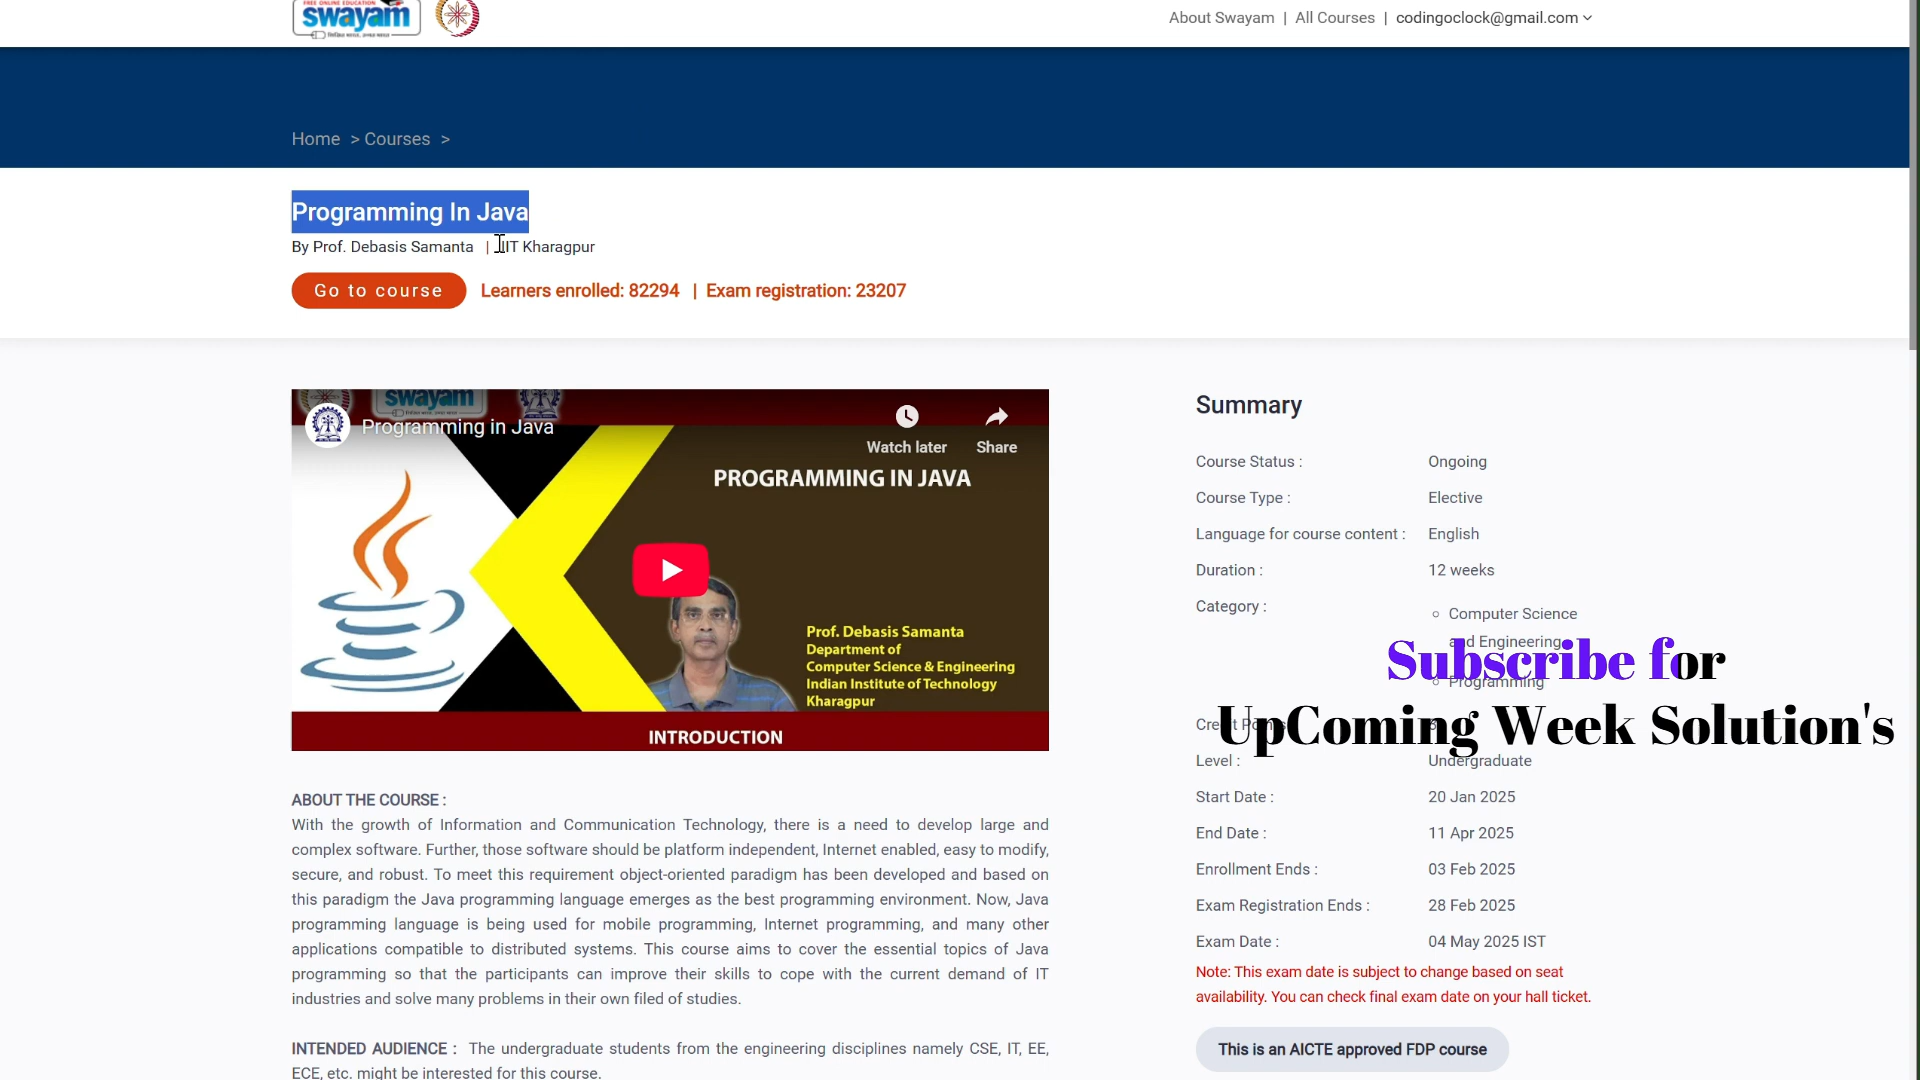 FREE ONLINE EDUCATION
swayam
About Swayam | All Courses | codingoclock@gmail.com
Home > Courses >
Programming In Java
By Prof. Debasis Samanta | IIT Kharagpur
Go to course
Learners enrolled: 82294 | Exam registration: 23207
swayam
Programming in Java
Watch later
Share
PROGRAMMING IN JAVA
Prof. Debasis Samanta
Department of
Computer Science & Engineering
Indian Institute of Technology
Kharagpur
INTRODUCTION
ABOUT THE COURSE :
With the growth of Information and Communication Technology, there is a need to develop large and
complex software. Further, those software should be platform independent, Internet enabled, easy to modify,
secure, and robust. To meet this requirement object-oriented paradigm has been developed and based on
this paradigm the Java programming language emerges as the best programming environment. Now, Java
programming language is being used for mobile programming, Internet programming, and many other
applications compatible to distributed systems. This course aims to cover the essential topics of Java
programming so that the participants can improve their skills to cope with the current demand of IT
industries and solve many problems in their own filed of studies.
INTENDED AUDIENCE : The undergraduate students from the engineering disciplines namely CSE, IT, EE,
ECE, etc. might be interested for this course.
Summary
Course Status : Ongoing
Course Type : Elective
Language for course content : English
Duration : 12 weeks
Category :
Computer Science
and Engineering
Programming
Subscribe for
UpComing Week Solution's
Credit Points
Level : Undergraduate
Start Date : 20 Jan 2025
End Date : 11 Apr 2025
Enrollment Ends : 03 Feb 2025
Exam Registration Ends : 28 Feb 2025
Exam Date : 04 May 2025 IST
Note: This exam date is subject to change based on seat
availability. You can check final exam date on your hall ticket.
This is an AICTE approved FDP course